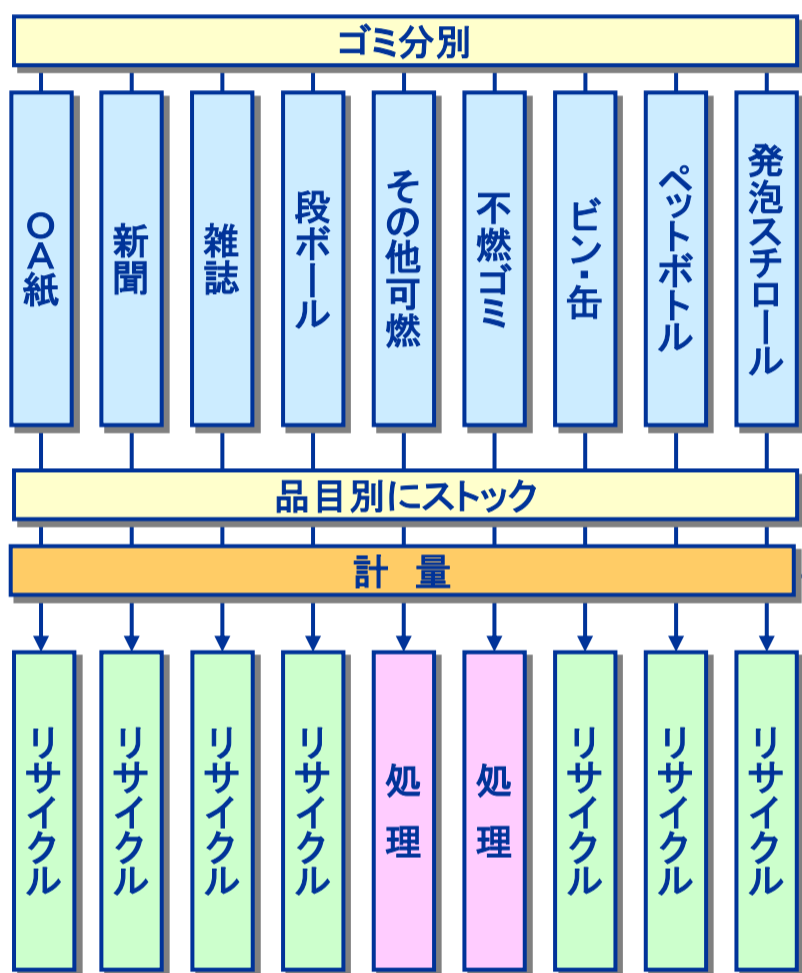 ゴミ分別
OA紙
新聞
雑誌
段ボール
その他可燃
不燃ゴミ
ビン・缶
ペットボトル
発泡スチロール
品目別にストック
計 量
リサイクル
リサイクル
リサイクル
リサイクル
処 理
処 理
リサイクル
リサイクル
リサイクル